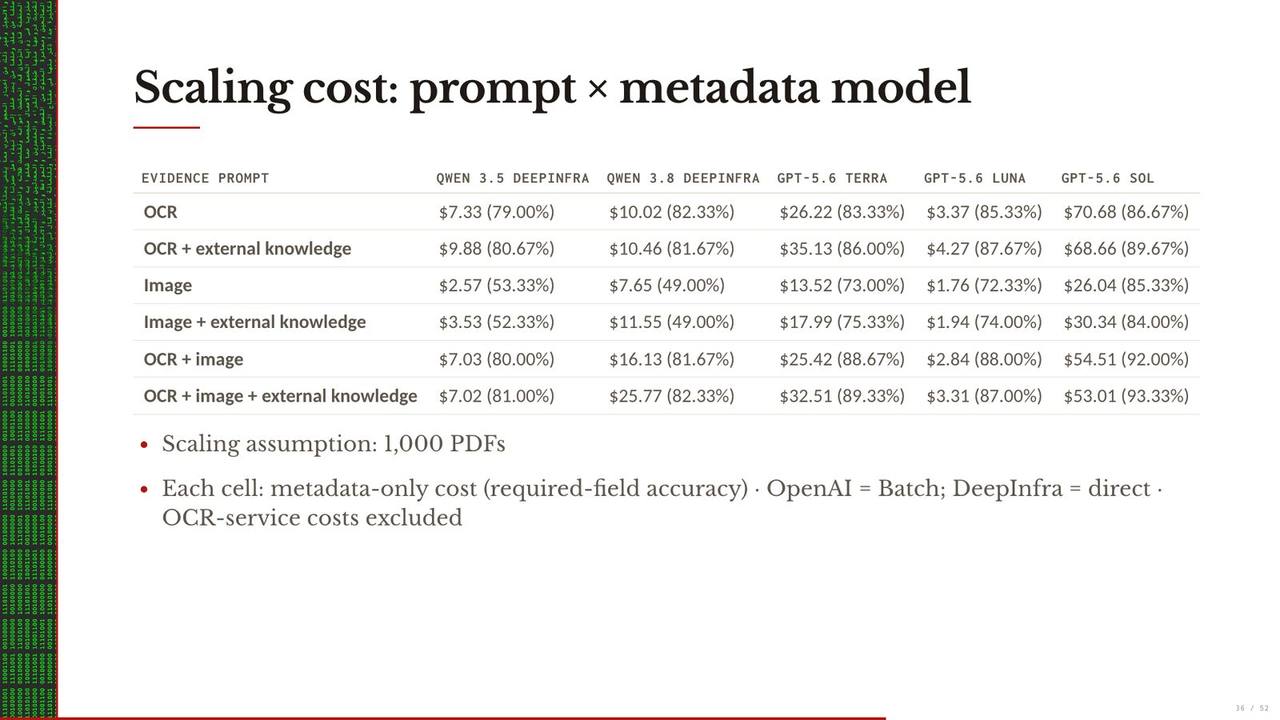 Scaling cost: prompt × metadata model
EVIDENCE PROMPT QWEN 3.5 DEEPINFRA QWEN 3.8 DEEPINFRA GPT-5.6 TERRA GPT-5.6 LUNA GPT-5.6 SOL
OCR $7.33 (79.00%) $10.02 (82.33%) $26.22 (83.33%) $3.37 (85.33%) $70.68 (86.67%)
OCR + external knowledge $9.88 (80.67%) $10.46 (81.67%) $35.13 (86.00%) $4.27 (87.67%) $68.66 (89.67%)
Image $2.57 (53.33%) $7.65 (49.00%) $13.52 (73.00%) $1.76 (72.33%) $26.04 (85.33%)
Image + external knowledge $3.53 (52.33%) $11.55 (49.00%) $17.99 (75.33%) $1.94 (74.00%) $30.34 (84.00%)
OCR + image $7.03 (80.00%) $16.13 (81.67%) $25.42 (88.67%) $2.84 (88.00%) $54.51 (92.00%)
OCR + image + external knowledge $7.02 (81.00%) $25.77 (82.33%) $32.51 (89.33%) $3.31 (87.00%) $53.01 (93.33%)
• Scaling assumption: 1,000 PDFs
• Each cell: metadata-only cost (required-field accuracy) · OpenAI = Batch; DeepInfra = direct ·
OCR-service costs excluded
36 / 52